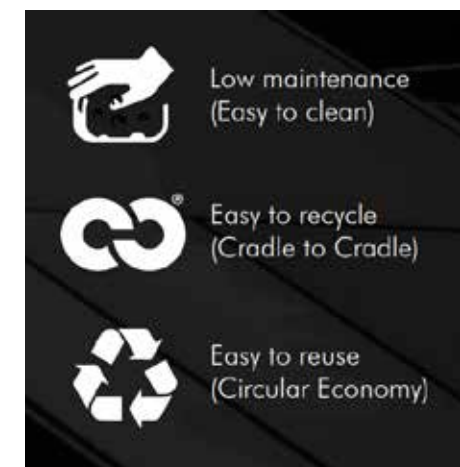 Low maintenance
(Easy to clean)
®
Easy to recycle
(Cradle to Cradle)
Easy to reuse
(Circular Economy)